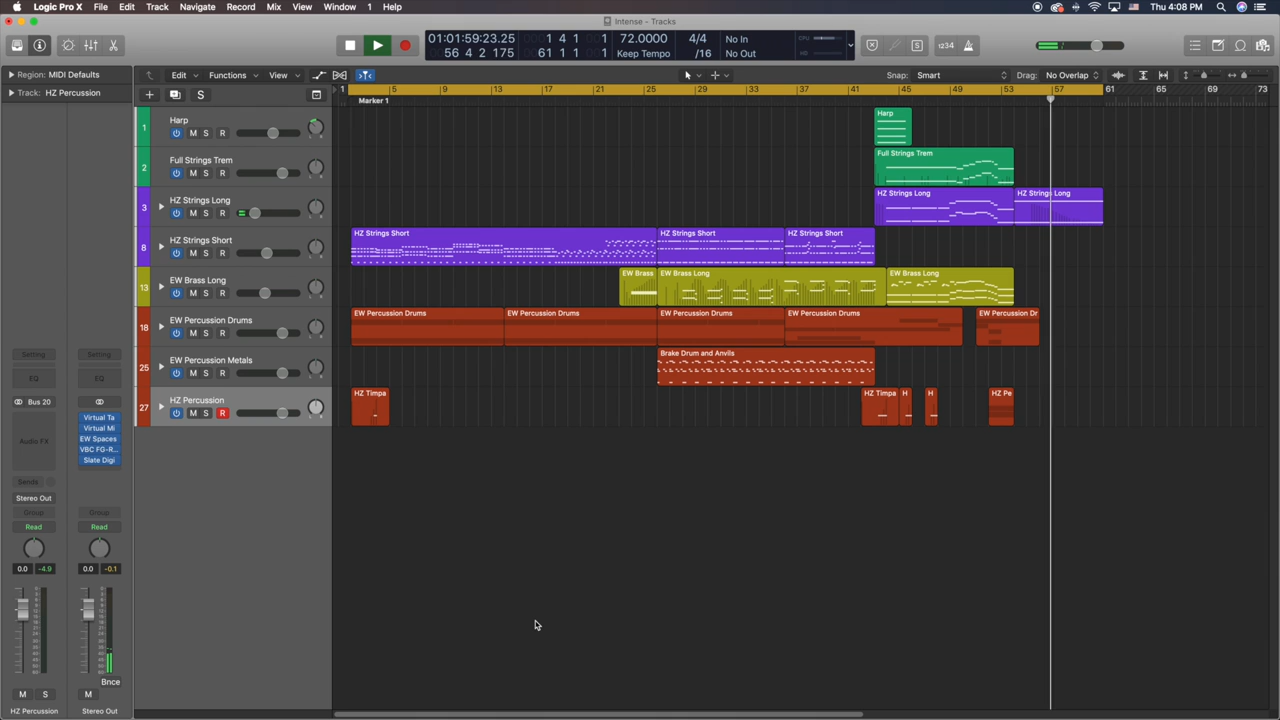 Logic Pro X File Edit Track Navigate Record Mix View Window 1 Help Thu 4:08 PM
Intense - Tracks
01:01:59:23.25 1 4 1 72.0000 4/4 No In CPU
56 4 2 175 61 1 1 Keep Tempo /16 No Out HD 1234
Region: MIDI Defaults Edit Functions View Snap: Smart Drag: No Overlap
Track: HZ Percussion S 1 5 9 13 17 21 25 29 33 37 41 45 49 53 57 61 65 69 73
Marker 1
1 Harp Harp
M S R
2 Full Strings Trem Full Strings Trem
M S R
3 HZ Strings Long HZ Strings Long HZ Strings Long
M S R
8 HZ Strings Short HZ Strings Short HZ Strings Short HZ Strings Short
M S R
13 EW Brass Long EW Brass EW Brass Long EW Brass Long
M S R
18 EW Percussion Drums EW Percussion Drums EW Percussion Drums EW Percussion Drums EW Percussion Drums EW Percussion Dr
M S R
25 EW Percussion Metals Brake Drum and Anvils
M S R
27 HZ Percussion HZ Timpa HZ Timpa H H HZ Pe
M S R
Setting Setting
EQ EQ
Bus 20
Audio FX Virtual Ta
Virtual Mi
EW Spaces
VBC FG-R...
Slate Digi
Sends
Stereo Out
Group Group
Read Read
0.0 -4.9 0.0 -0.1
Bnce
M S M
HZ Percussion Stereo Out